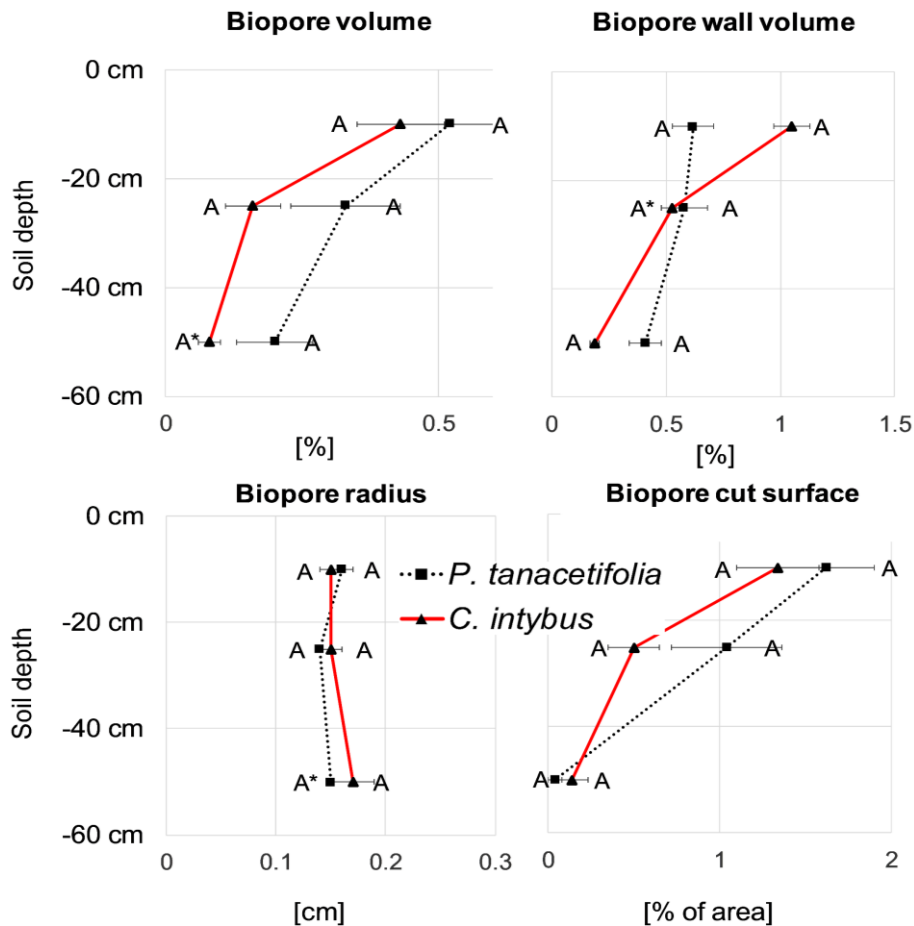 Biopore volume
Biopore wall volume
0 cm
A
A
A
A
-20 cm
A
A
A*
A
Soil depth
-40 cm
A*
A
A
A
-60 cm
0
0.5
0
0.5
1
1.5
[%]
[%]
Biopore radius
Biopore cut surface
0 cm
A
A
P. tanacetifolia
A
A
-20 cm
C. intybus
A
A
A
A
Soil depth
-40 cm
A*
A
A
A
-60 cm
0
0.1
0.2
0.3
0
1
2
[cm]
[% of area]